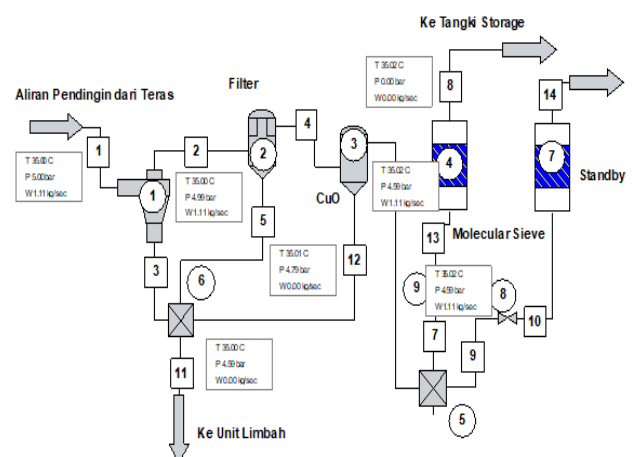 Ke Tangki Storage
T 35.02 C
P 0.00 bar
W 0.00 kg/sec
8
14
Filter
Aliran Pendingin dari Teras
1
2
4
2
3
4
7
Standby
T 35.00 C
P 5.00 bar
W 1.11 kg/sec
1
T 35.00 C
P 4.99 bar
W 1.11 kg/sec
CuO
T 35.02 C
P 4.59 bar
W 1.11 kg/sec
5
13
Molecular Sieve
3
6
T 35.01 C
P 4.79 bar
W 0.00 kg/sec
12
9
T 35.02 C
P 4.59 bar
W 1.11 kg/sec
8
7
9
10
11
T 35.00 C
P 4.59 bar
W 0.00 kg/sec
5
Ke Unit Limbah